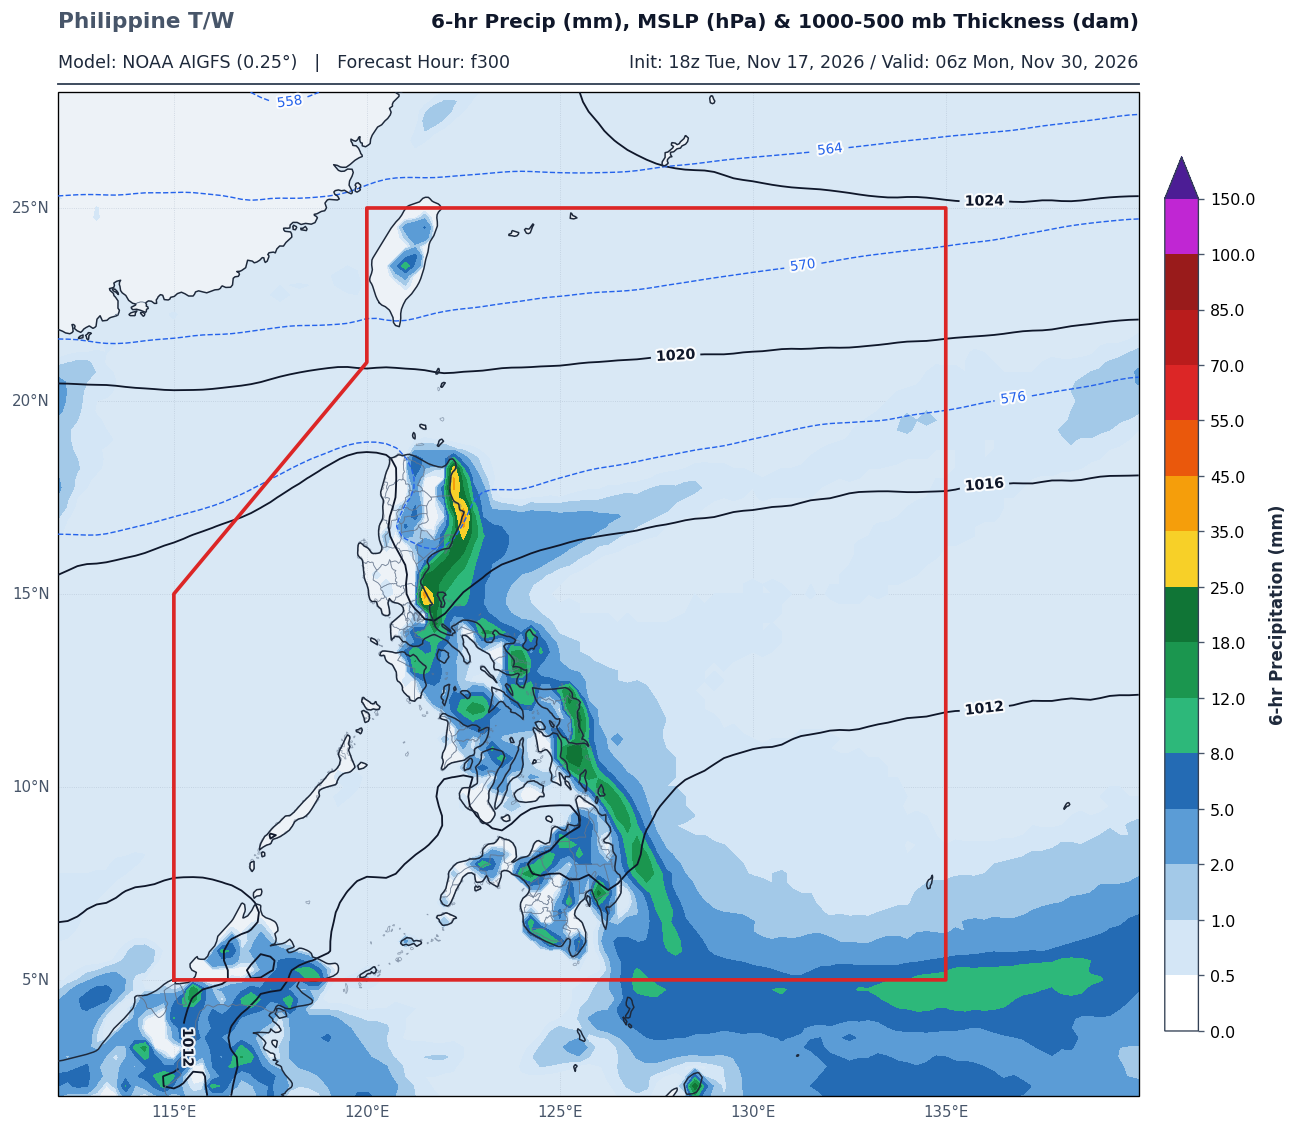 Philippine T/W
6-hr Precip (mm), MSLP (hPa) & 1000-500 mb Thickness (dam)
Model: NOAA AIGFS (0.25°) | Forecast Hour: f300
Init: 18z Tue, Nov 17, 2026 / Valid: 06z Mon, Nov 30, 2026
558
564
1024
570
1020
576
1016
1012
1012
25°N
20°N
15°N
10°N
5°N
115°E
120°E
125°E
130°E
135°E
150.0
100.0
85.0
70.0
55.0
45.0
35.0
25.0
18.0
12.0
8.0
5.0
2.0
1.0
0.5
0.0
6-hr Precipitation (mm)